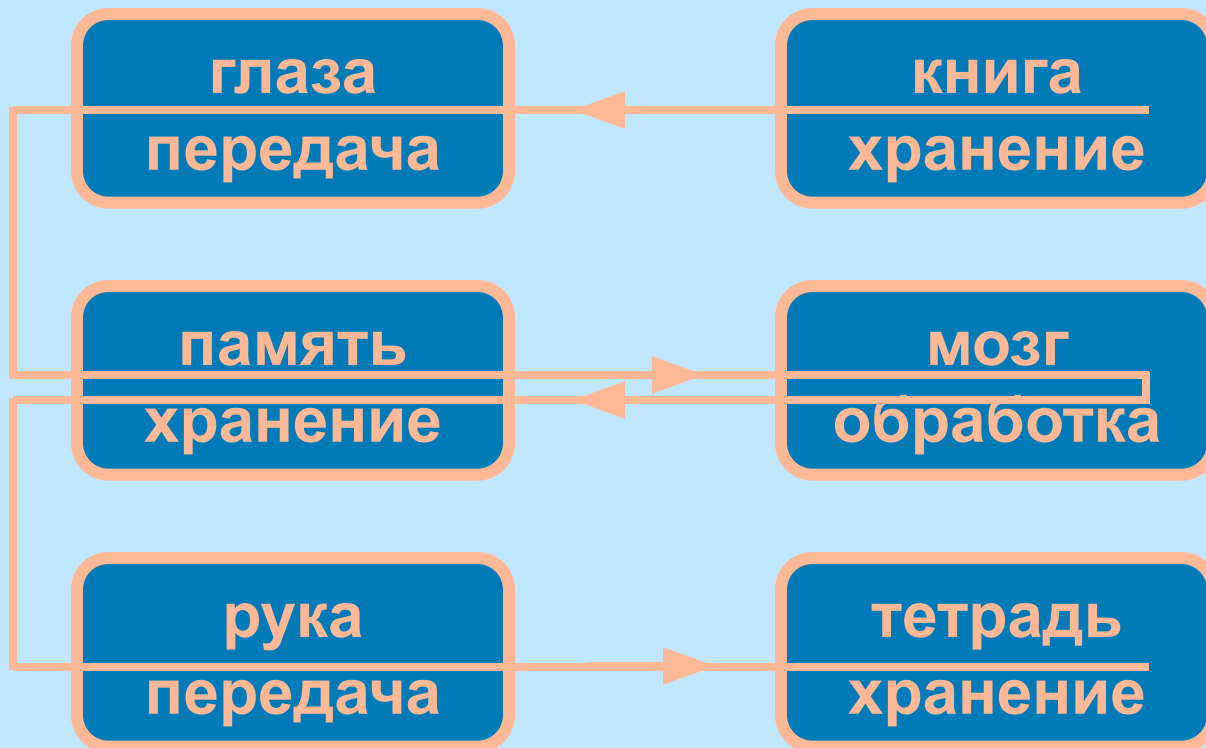 глаза
передача
книга
хранение
память
хранение
мозг
обработка
рука
передача
тетрадь
хранение